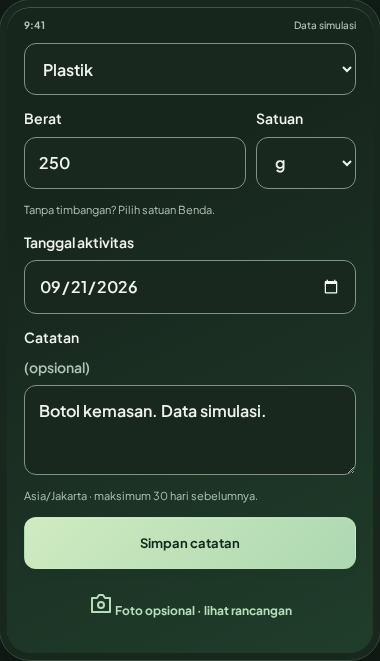 9:41 Data simulasi
Plastik
Berat Satuan
250 g
Tanpa timbangan? Pilih satuan Benda.
Tanggal aktivitas
09/21/2026
Catatan
(opsional)
Botol kemasan. Data simulasi.
Asia/Jakarta · maksimum 30 hari sebelumnya.
Simpan catatan
Foto opsional · lihat rancangan